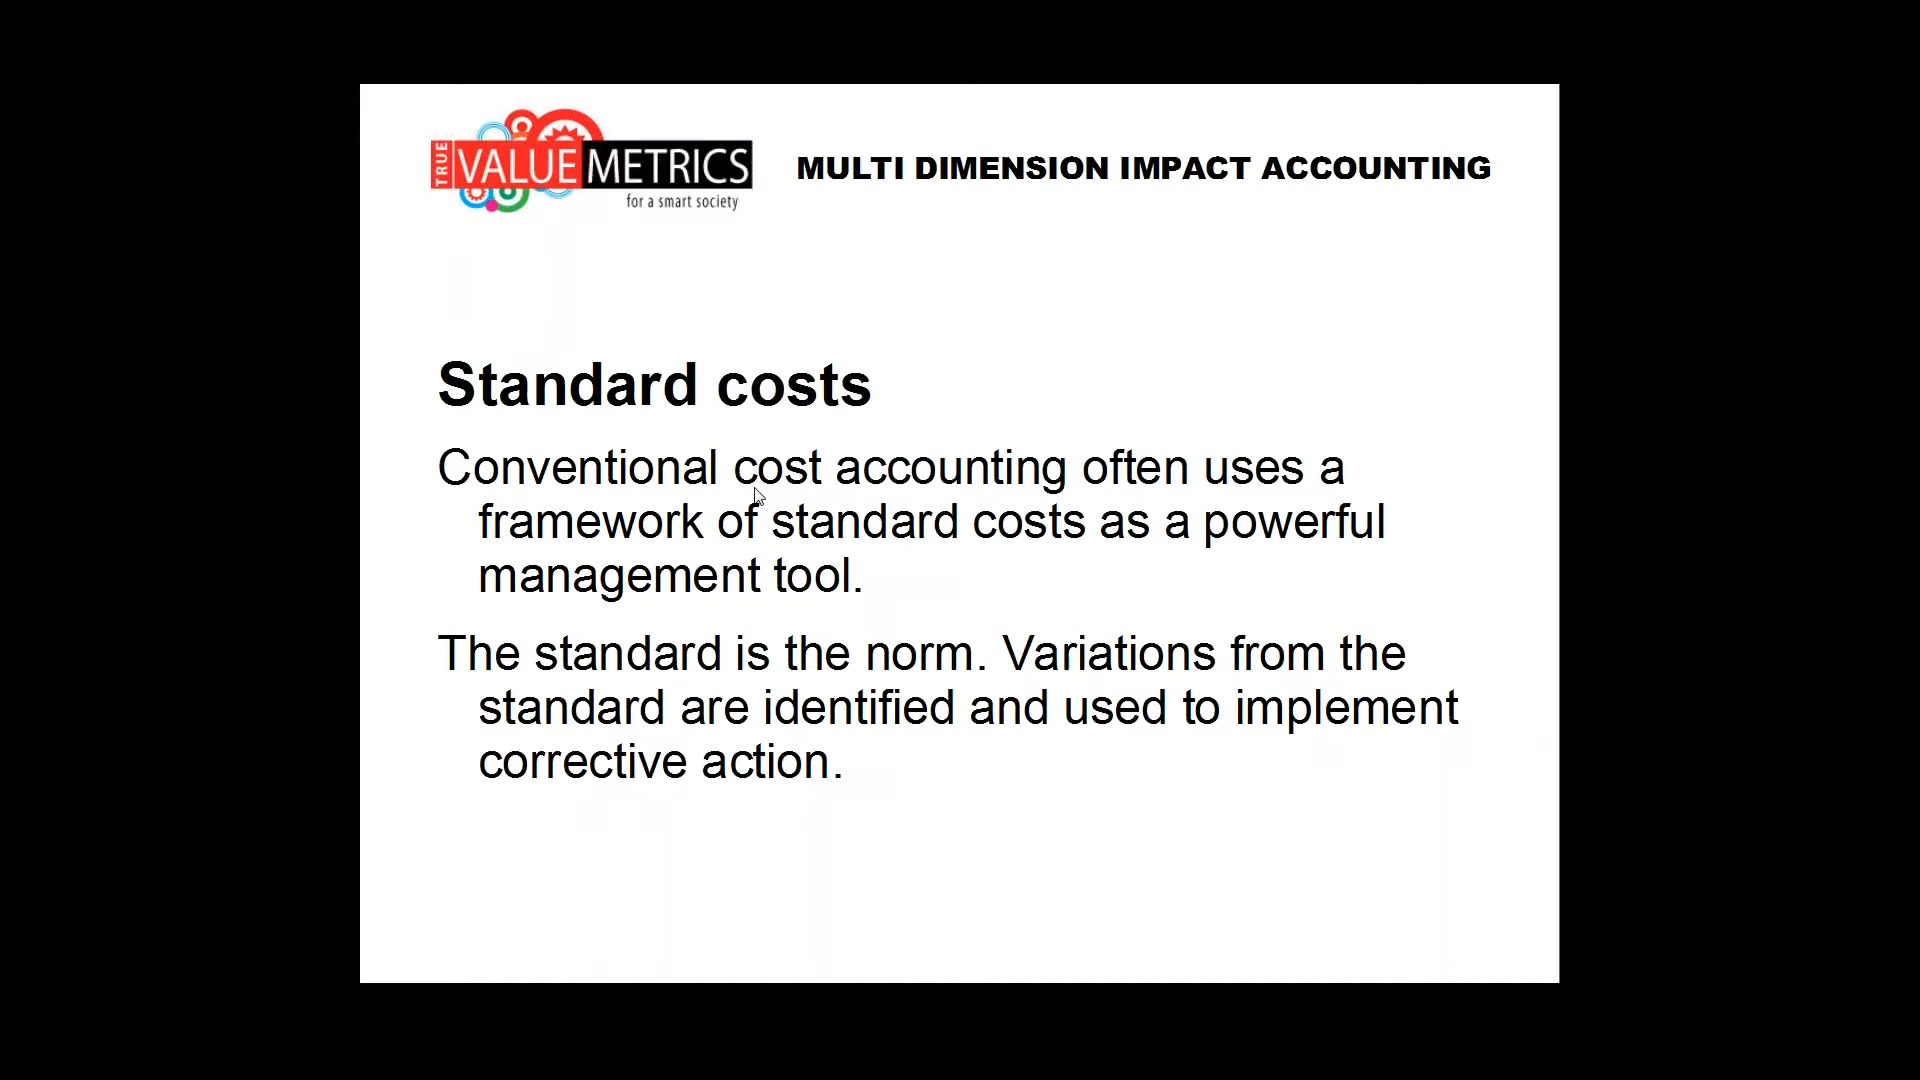 TRUE VALUE METRICS
for a smart society
MULTI DIMENSION IMPACT ACCOUNTING
Standard costs
Conventional cost accounting often uses a
framework of standard costs as a powerful
management tool.
The standard is the norm. Variations from the
standard are identified and used to implement
corrective action.